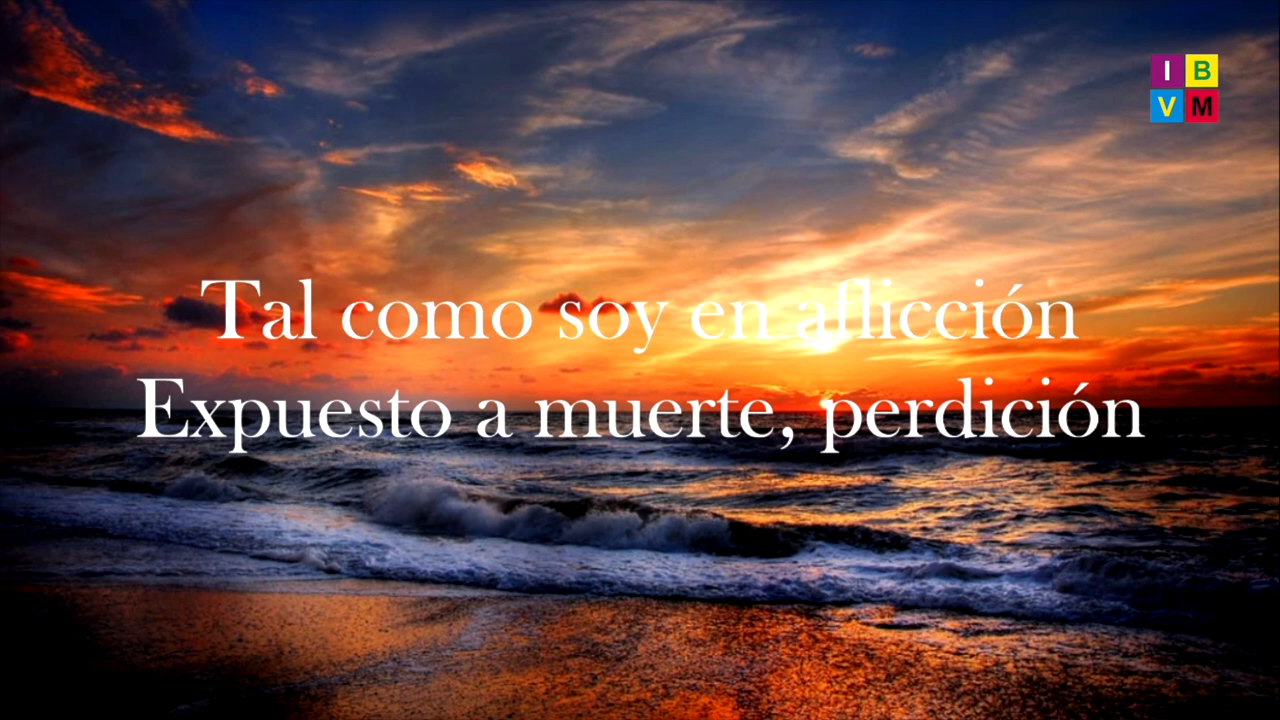 I B
V M
Tal como soy en aflicción
Expuesto a muerte, perdición